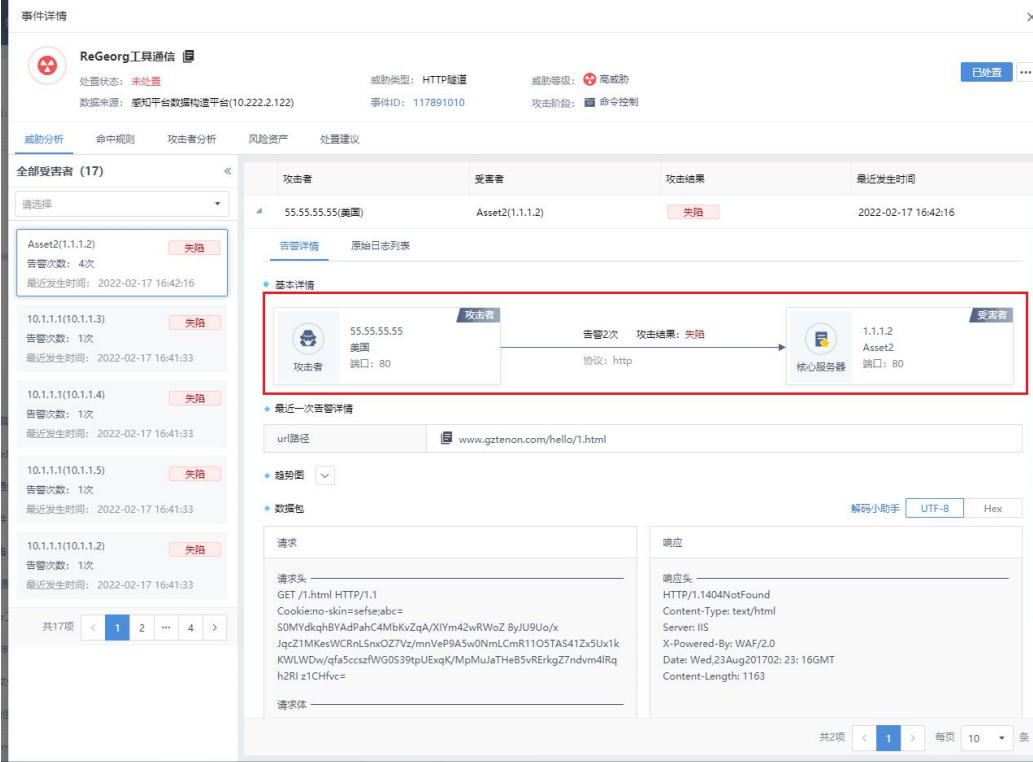 事件详情
ReGeorg工具通信
处置状态： 未处置 威胁类型： HTTP隧道 威胁等级： 高威胁 已处置 ...
数据来源： 感知平台数据构造平台(10.222.2.122) 事件ID： 117891010 攻击阶段： 命令控制
威胁分析 命中规则 攻击者分析 风险资产 处置建议
全部受害者（17） «
请选择
Asset2(1.1.1.2) 失陷
告警次数： 4次
最近发生时间： 2022-02-17 16:42:16
10.1.1.1(10.1.1.3) 失陷
告警次数： 1次
最近发生时间： 2022-02-17 16:41:33
10.1.1.1(10.1.1.4) 失陷
告警次数： 1次
最近发生时间： 2022-02-17 16:41:33
10.1.1.1(10.1.1.5) 失陷
告警次数： 1次
最近发生时间： 2022-02-17 16:41:33
10.1.1.1(10.1.1.2) 失陷
告警次数： 1次
最近发生时间： 2022-02-17 16:41:33
共17项 < 1 2 ... 4 >
攻击者 受害者 攻击结果 最近发生时间
55.55.55.55(美国) Asset2(1.1.1.2) 失陷 2022-02-17 16:42:16
告警详情 原始日志列表
基本详情
攻击者
55.55.55.55
美国
端口：80
攻击者
告警2次 攻击结果：失陷
协议：http
受害者
1.1.1.2
Asset2
端口：80
核心服务器
最近一次告警详情
url路径 www.gztenon.com/hello/1.html
趋势图
数据包 解码小助手 UTF-8 Hex
请求
请求头
GET /1.html HTTP/1.1
Cookie:no-skin=sefse;abc=
S0MYdkqhBYAdPahC4MbKvZqA/XIYm42wRWoZ 8yJU9Uo/x
JqcZ1MKesWCRnLSnxOZ7Vz/mnVeP9A5w0NmLCmR11O5TAS41Zx5Ux1k
KWLWDw/qfa5ccszfWG0S39tpUExqK/MpMuJaTHeB5vRErkgZ7ndvm4lRq
h2RI z1CHfvc=
请求体
响应
响应头
HTTP/1.1404NotFound
Content-Type: text/html
Server: IIS
X-Powered-By: WAF/2.0
Date: Wed,23Aug201702: 23: 16GMT
Content-Length: 1163
共2项 < 1 > 每页 10 条